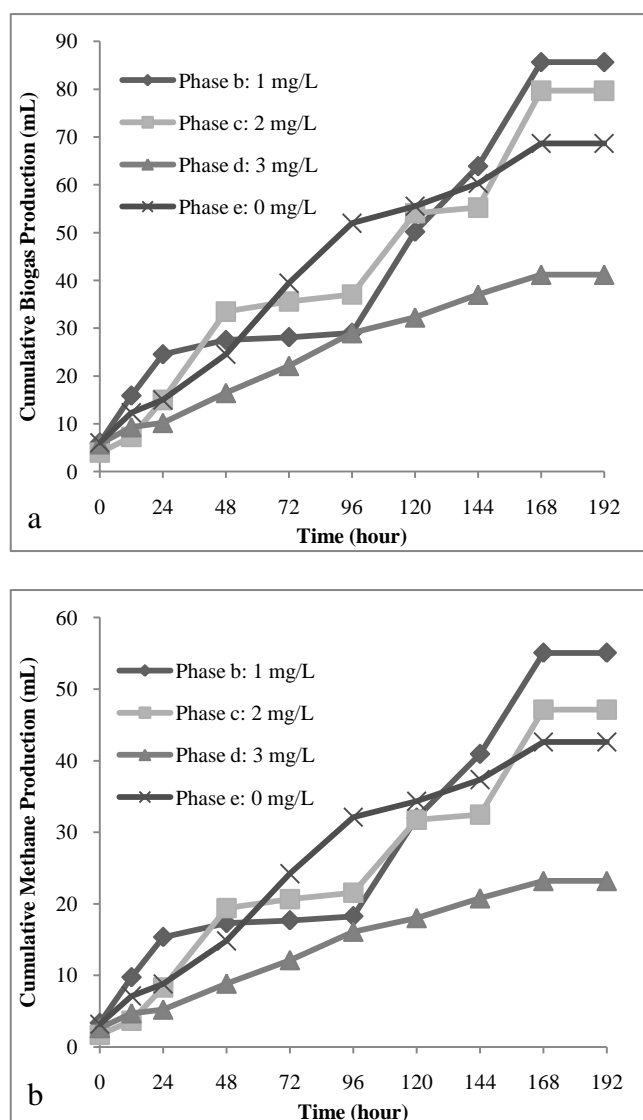 90
80
70
60
50
40
30
20
10
0
Cumulative Biogas Production (mL)
Phase b: 1 mg/L
Phase c: 2 mg/L
Phase d: 3 mg/L
Phase e: 0 mg/L
0 24 48 72 96 120 144 168 192
Time (hour)
a
60
50
40
30
20
10
0
Cumulative Methane Production (mL)
Phase b: 1 mg/L
Phase c: 2 mg/L
Phase d: 3 mg/L
Phase e: 0 mg/L
0 24 48 72 96 120 144 168 192
Time (hour)
b